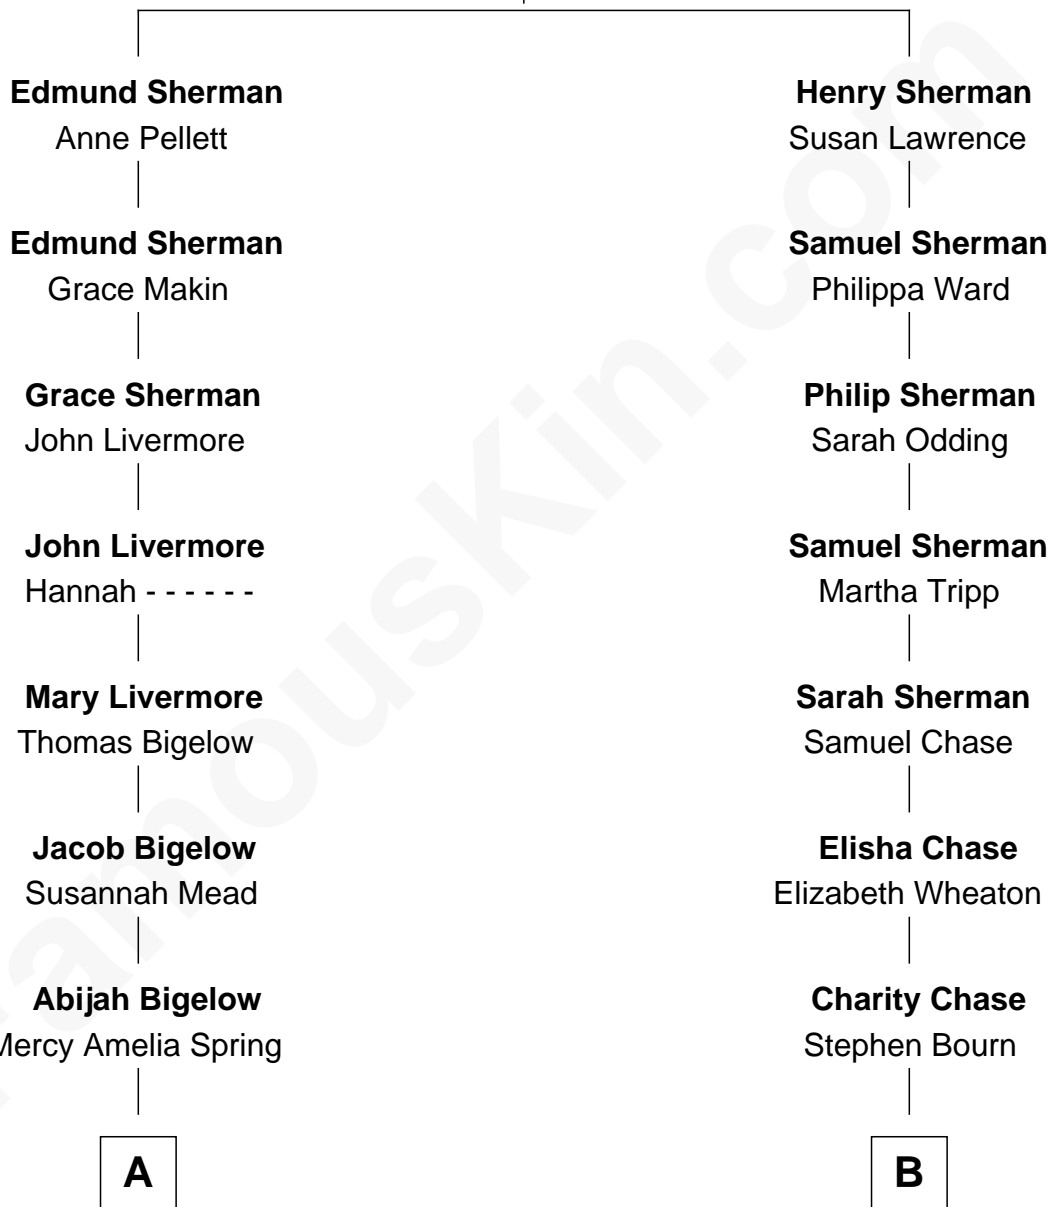 Edmund Sherman
Anne Pellett
Henry Sherman
Susan Lawrence
Edmund Sherman
Grace Makin
Samuel Sherman
Philippa Ward
Grace Sherman
John Livermore
Philip Sherman
Sarah Odding
John Livermore
Hannah - - - - - -
Samuel Sherman
Martha Tripp
Mary Livermore
Thomas Bigelow
Sarah Sherman
Samuel Chase
Jacob Bigelow
Susannah Mead
Elisha Chase
Elizabeth Wheaton
Abijah Bigelow
Mercy Amelia Spring
Charity Chase
Stephen Bourn
A
B
FamousKin.com